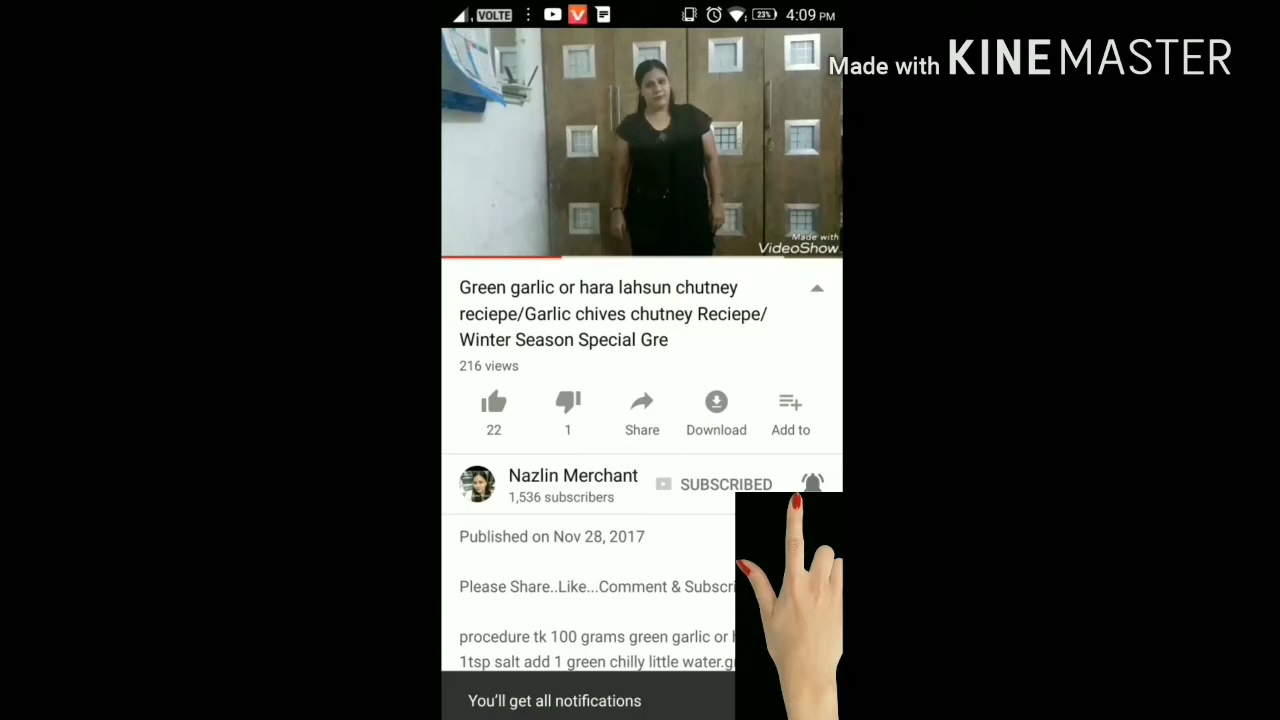 VOLTE
23%
4:09 PM
Made with KINEMASTER
Made with
VideoShow
Green garlic or hara lahsun chutney
reciepe/Garlic chives chutney Reciepe/
Winter Season Special Gre
216 views
22
1
Share
Download
Add to
Nazlin Merchant
SUBSCRIBED
1,536 subscribers
Published on Nov 28, 2017
Please Share..Like...Comment & Subscri
procedure tk 100 grams green garlic or
1tsp salt add 1 green chilly little water.g
You'll get all notifications